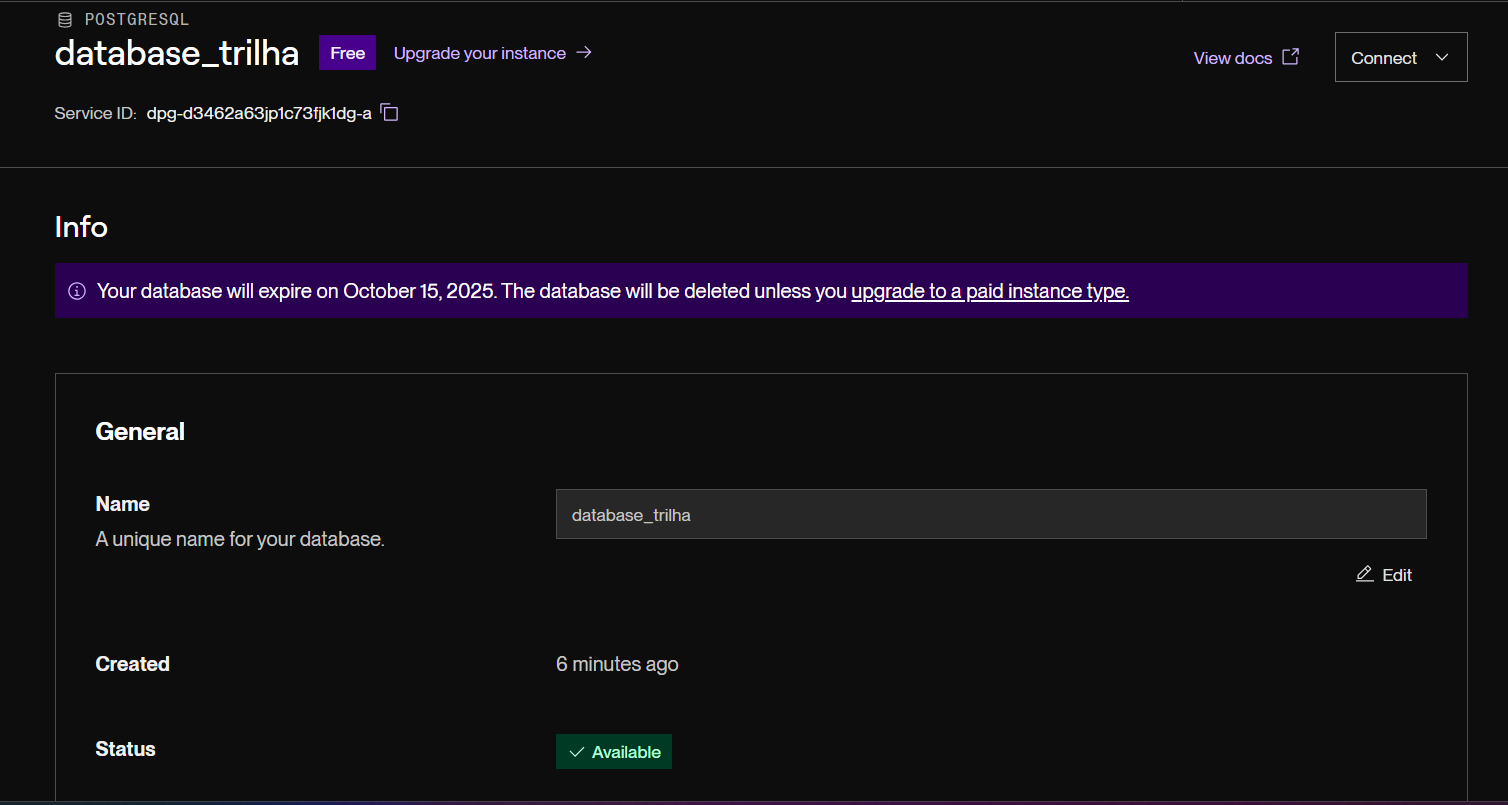 POSTGRESQL
database_trilha Free Upgrade your instance →
View docs Connect
Service ID: dpg-d3462a63jp1c73fjk1dg-a
Info
Your database will expire on October 15, 2025. The database will be deleted unless you upgrade to a paid instance type.
General
Name
A unique name for your database.
database_trilha
Edit
Created 6 minutes ago
Status Available